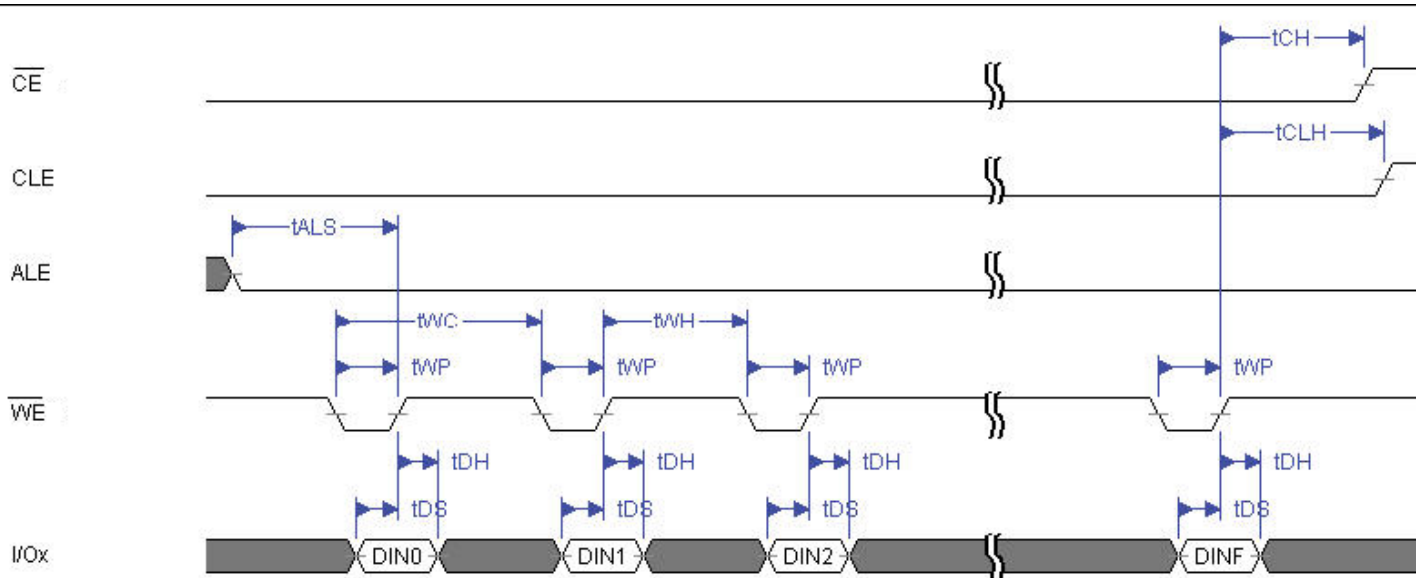 tCH
CE
tCLH
CLE
tALS
ALE
tWC tWH
tWP tWP tWP tWP
WE
tDH tDH tDH tDH
tDS tDS tDS tDS
I/Ox DIN0 DIN1 DIN2 DINF